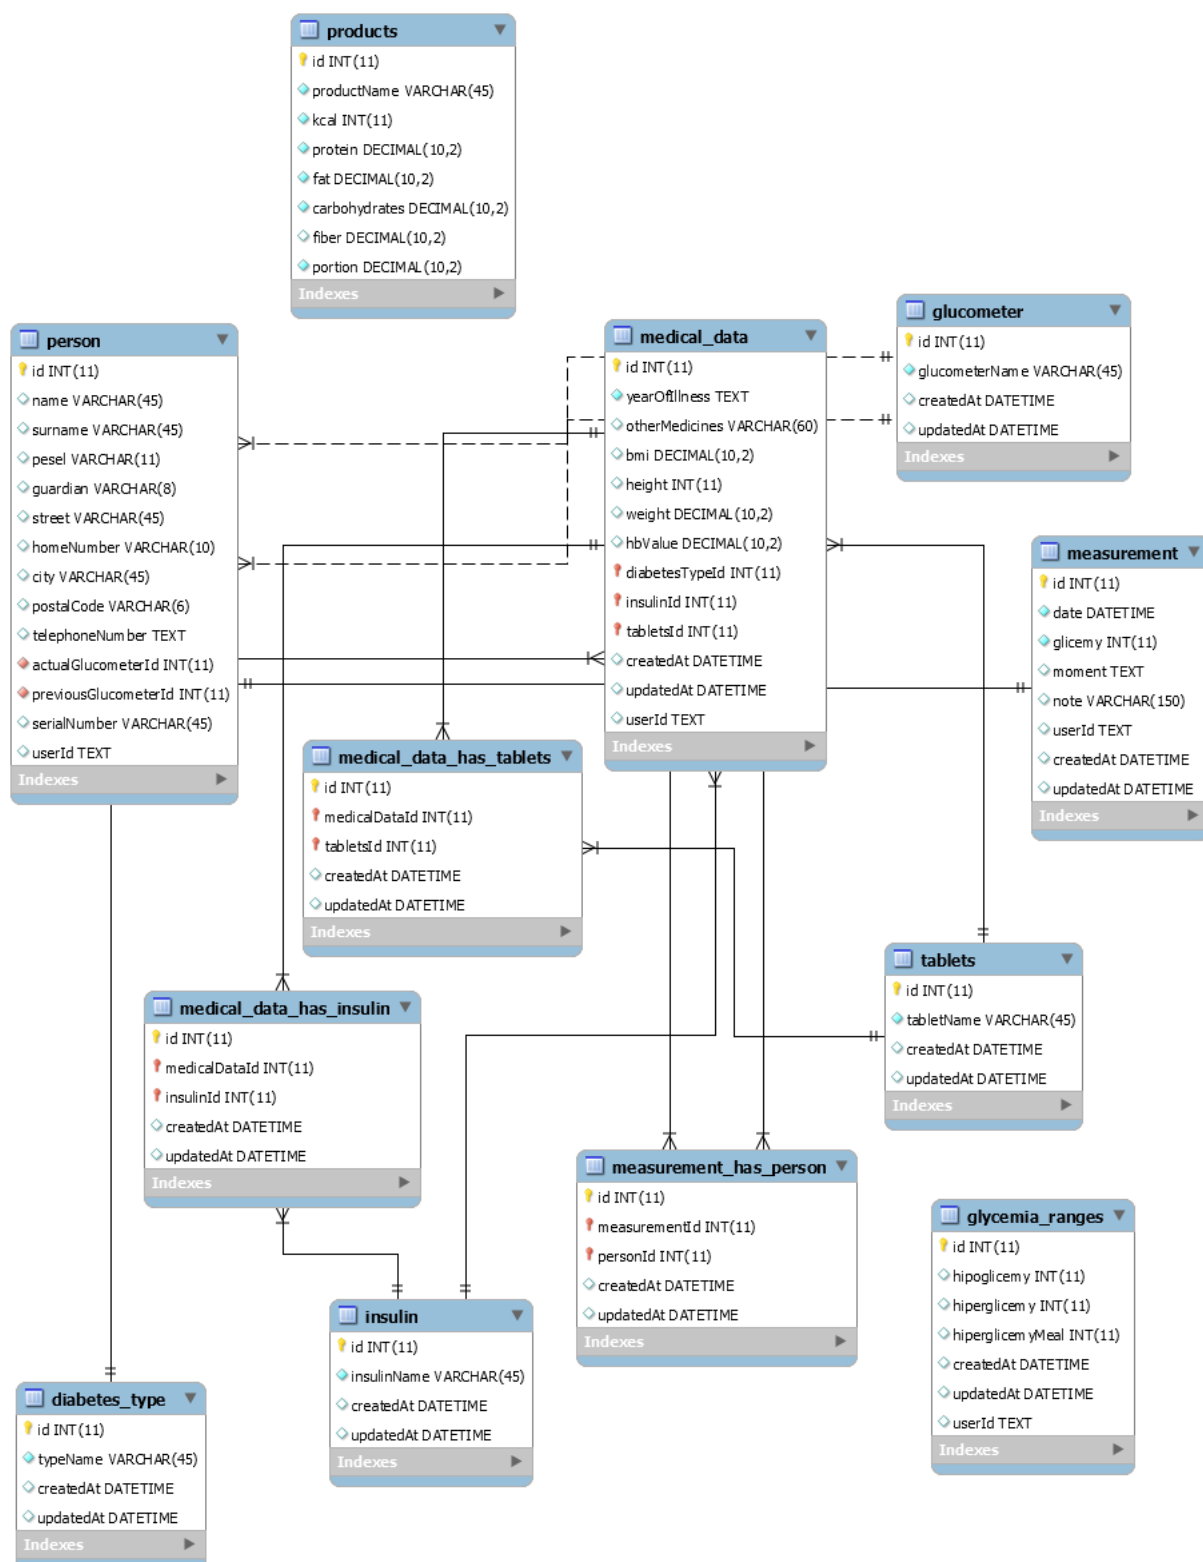 products
id INT(11)
productName VARCHAR(45)
kcal INT(11)
protein DECIMAL(10,2)
fat DECIMAL(10,2)
carbohydrates DECIMAL(10,2)
fiber DECIMAL(10,2)
portion DECIMAL(10,2)
Indexes
person
id INT(11)
name VARCHAR(45)
surname VARCHAR(45)
pesel VARCHAR(11)
guardian VARCHAR(8)
street VARCHAR(45)
homeNumber VARCHAR(10)
city VARCHAR(45)
postalCode VARCHAR(6)
telephoneNumber TEXT
actualGlucometerId INT(11)
previousGlucometerId INT(11)
serialNumber VARCHAR(45)
userId TEXT
Indexes
medical_data
id INT(11)
yearOfIllness TEXT
otherMedicines VARCHAR(60)
bmi DECIMAL(10,2)
height INT(11)
weight DECIMAL(10,2)
hbValue DECIMAL(10,2)
diabetesTypeId INT(11)
insulinId INT(11)
tabletsId INT(11)
createdAt DATETIME
updatedAt DATETIME
userId TEXT
Indexes
glucometer
id INT(11)
glucometerName VARCHAR(45)
createdAt DATETIME
updatedAt DATETIME
Indexes
measurement
id INT(11)
date DATETIME
glicemy INT(11)
moment TEXT
note VARCHAR(150)
userId TEXT
createdAt DATETIME
updatedAt DATETIME
Indexes
medical_data_has_tablets
id INT(11)
medicalDataId INT(11)
tabletsId INT(11)
createdAt DATETIME
updatedAt DATETIME
Indexes
tablets
id INT(11)
tabletName VARCHAR(45)
createdAt DATETIME
updatedAt DATETIME
Indexes
medical_data_has_insulin
id INT(11)
medicalDataId INT(11)
insulinId INT(11)
createdAt DATETIME
updatedAt DATETIME
Indexes
measurement_has_person
id INT(11)
measurementId INT(11)
personId INT(11)
createdAt DATETIME
updatedAt DATETIME
Indexes
glycemia_ranges
id INT(11)
hipoglicemy INT(11)
hiperglicemy INT(11)
hiperglicemyMeal INT(11)
createdAt DATETIME
updatedAt DATETIME
userId TEXT
Indexes
insulin
id INT(11)
insulinName VARCHAR(45)
createdAt DATETIME
updatedAt DATETIME
Indexes
diabetes_type
id INT(11)
typeName VARCHAR(45)
createdAt DATETIME
updatedAt DATETIME
Indexes